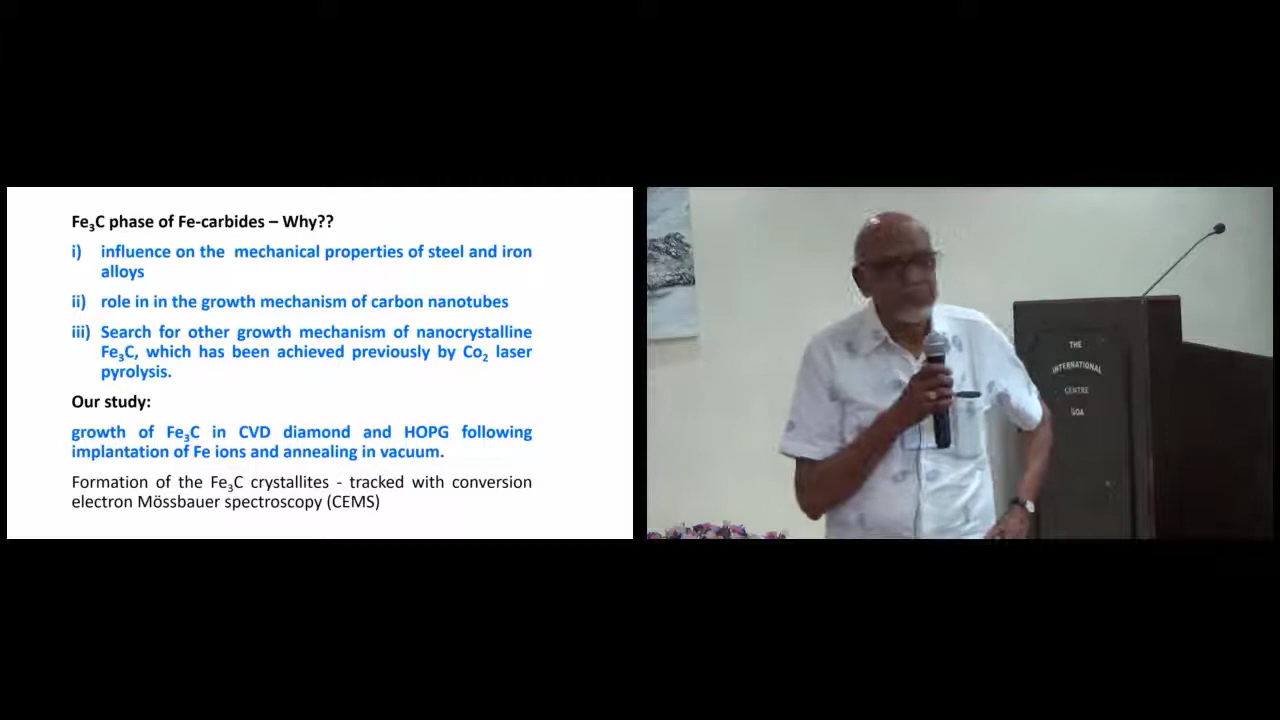 Fe₃C phase of Fe-carbides – Why??
i) influence on the mechanical properties of steel and iron
alloys
ii) role in in the growth mechanism of carbon nanotubes
iii) Search for other growth mechanism of nanocrystalline
Fe₃C, which has been achieved previously by Co₂ laser
pyrolysis.
Our study:
growth of Fe₃C in CVD diamond and HOPG following
implantation of Fe ions and annealing in vacuum.
Formation of the Fe₃C crystallites - tracked with conversion
electron Mössbauer spectroscopy (CEMS)
THE
INTERNATIONAL
CENTRE
GOA